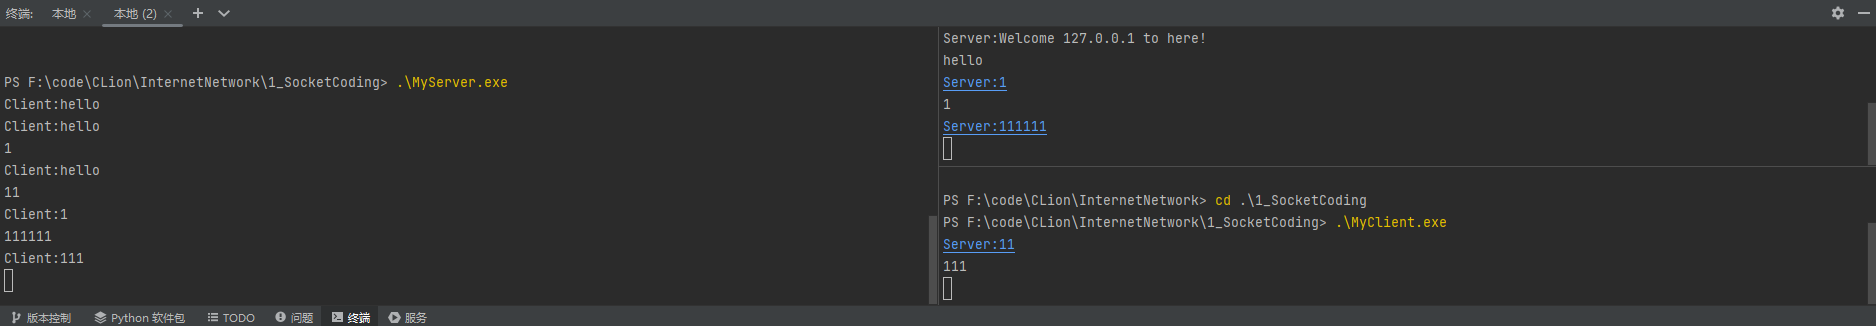 终端: 本地 × 本地 (2) × +
PS F:\code\CLion\InternetNetwork\1_SocketCoding> .\MyServer.exe
Client:hello
Client:hello
1
Client:hello
11
Client:1
111111
Client:111
Server:Welcome 127.0.0.1 to here!
hello
Server:1
1
Server:111111
PS F:\code\CLion\InternetNetwork> cd .\1_SocketCoding
PS F:\code\CLion\InternetNetwork\1_SocketCoding> .\MyClient.exe
Server:11
111
版本控制 Python 软件包 TODO 问题 终端 服务